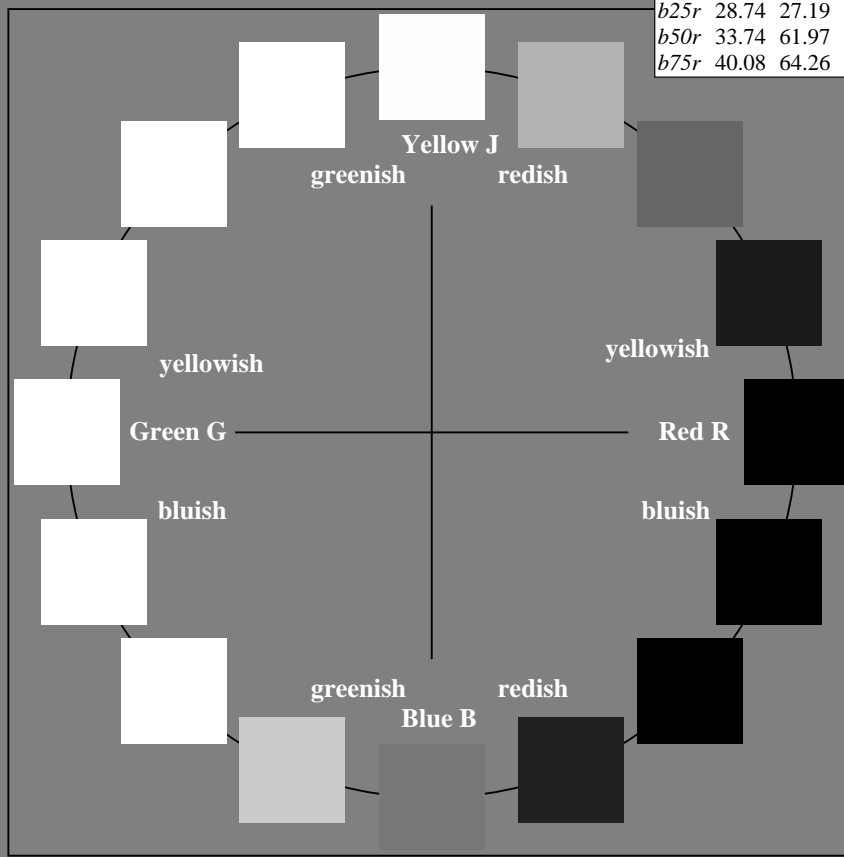 b25r 28.74 27.19
b50r 33.74 61.97
b75r 40.08 64.26
Yellow J
greenish redish
yellowish yellowish
Green G Red R
bluish bluish
greenish redish
Blue B